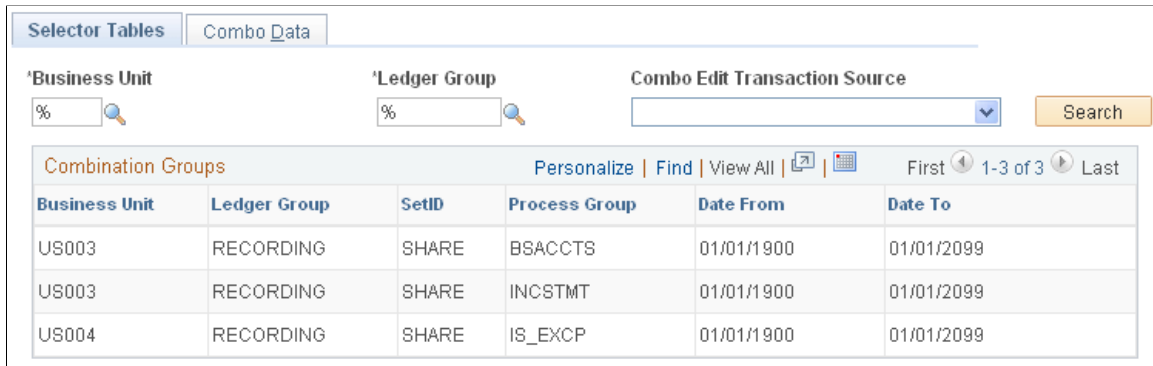 Selector Tables Combo Data
*Business Unit *Ledger Group Combo Edit Transaction Source
% % Search
Combination Groups Personalize | Find | View All | | First 1-3 of 3 Last
Business Unit Ledger Group SetID Process Group Date From Date To
US003 RECORDING SHARE BSACCTS 01/01/1900 01/01/2099
US003 RECORDING SHARE INCSTMT 01/01/1900 01/01/2099
US004 RECORDING SHARE IS_EXCP 01/01/1900 01/01/2099